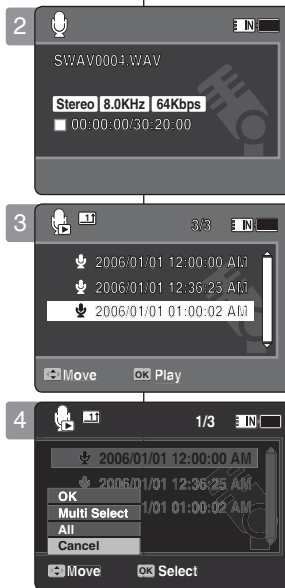 2
IN
SWAV0004.WAV
Stereo 8.0KHz 64Kbps
00:00:00/30:20:00
3
3/3 IN
2006/01/01 12:00:00 AM
2006/01/01 12:36:25 AM
2006/01/01 01:00:02 AM
Move OK Play
4
1/3 IN
2006/01/01 12:00:00 AM
2006/01/01 12:36:25 AM
OK
1/01 01:00:02 AM
Multi Select
All
Cancel
Move OK Select